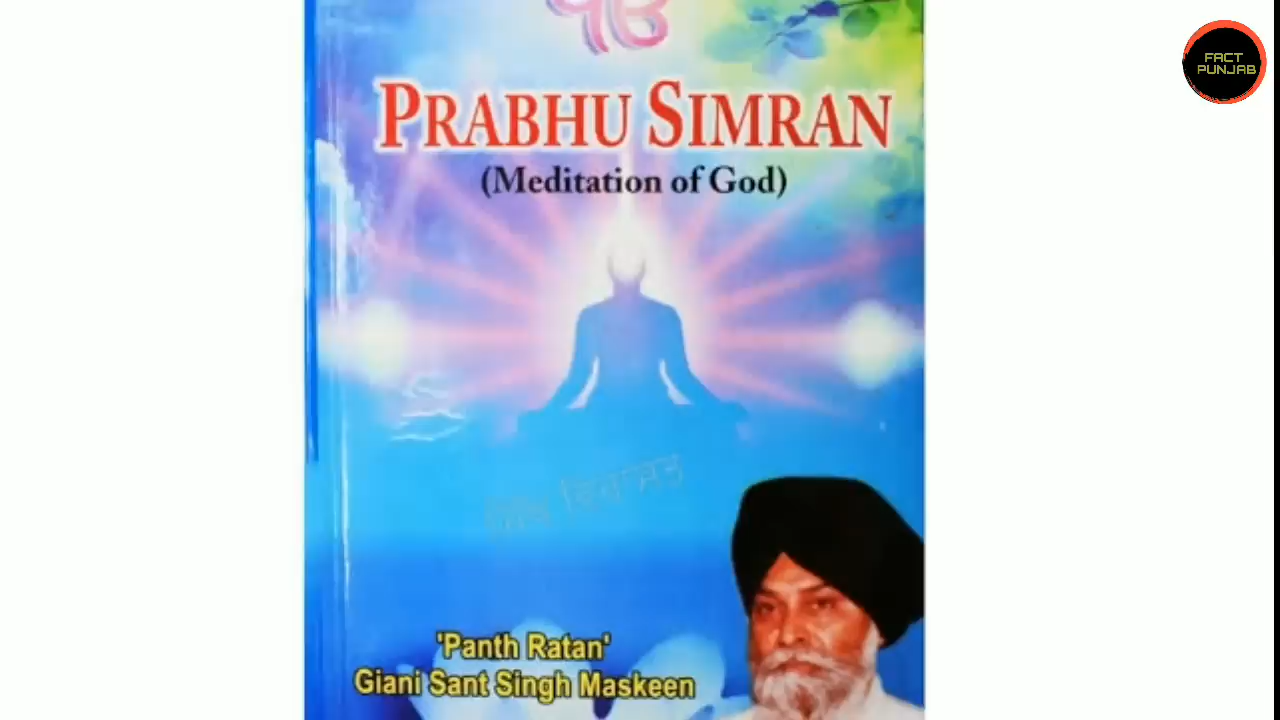 ੴ
FACT
PUNJAB
PRABHU SIMRAN
(Meditation of God)
'Panth Ratan'
Giani Sant Singh Maskeen